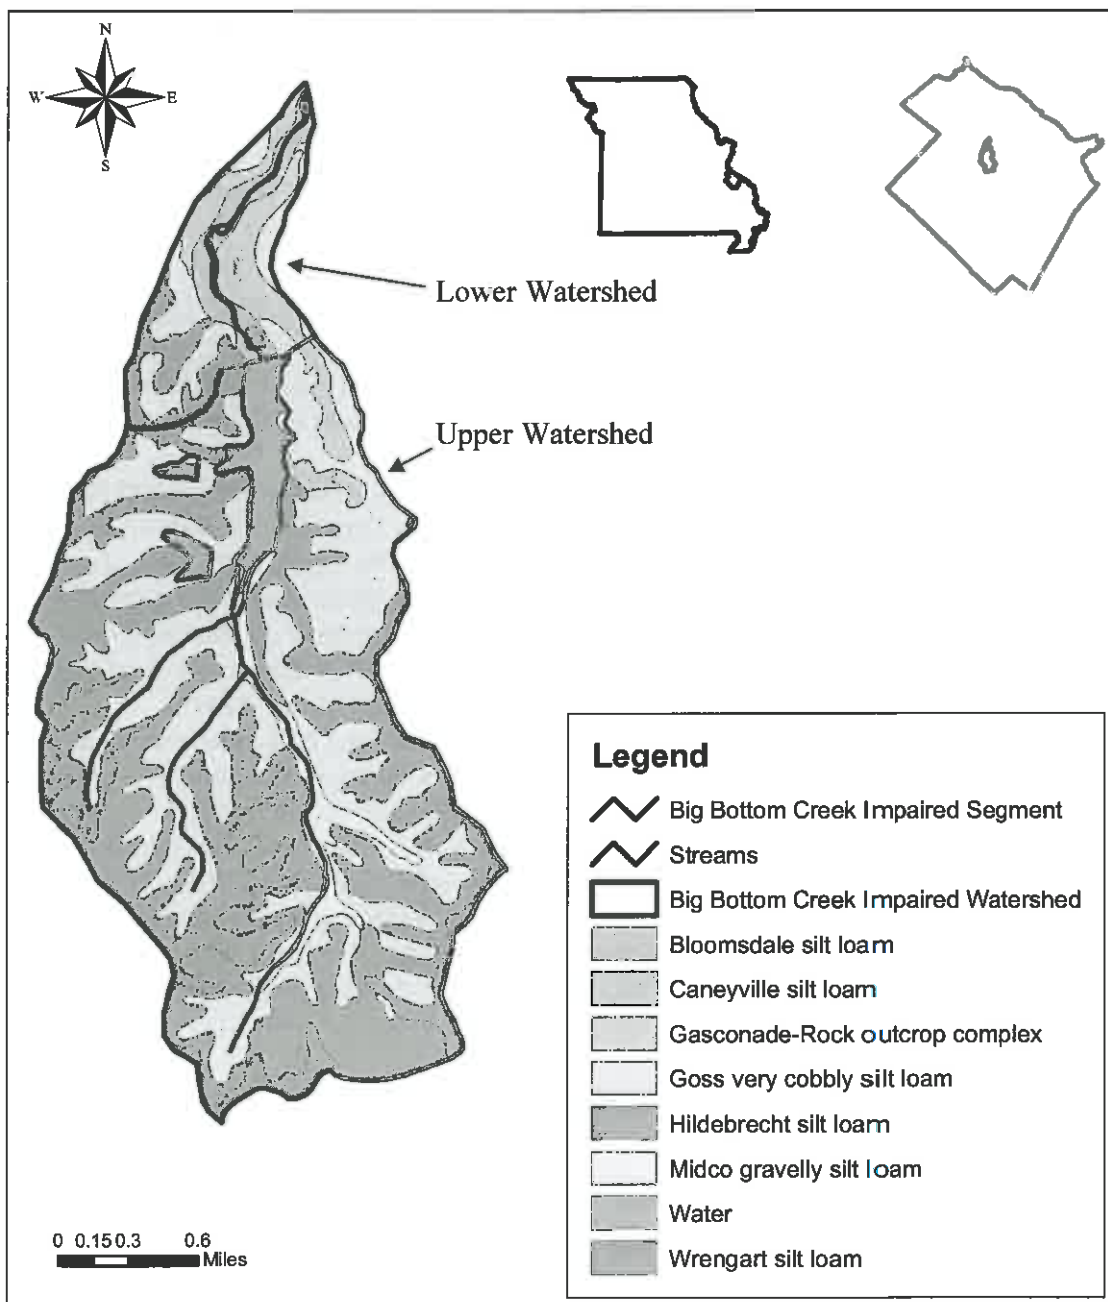 N
W E
S
Lower Watershed
Upper Watershed
Legend
Big Bottom Creek Impaired Segment
Streams
Big Bottom Creek Impaired Watershed
Bloomsdale silt loam
Caneyville silt loam
Gasconade-Rock outcrop complex
Goss very cobbly silt loam
Hildebrecht silt loam
Midco gravelly silt loam
Water
Wrengart silt loam
0 0.15 0.3 0.6
Miles